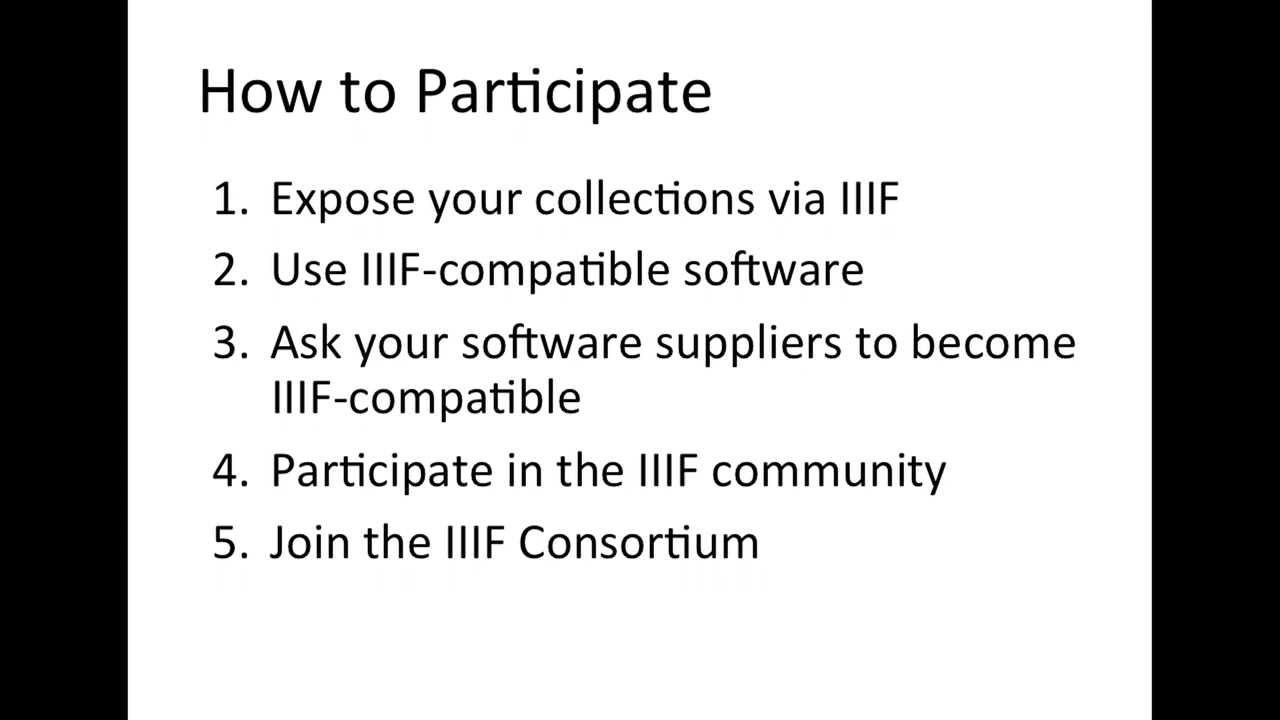 How to Participate
1. Expose your collections via IIIF
2. Use IIIF-compatible software
3. Ask your software suppliers to become
IIIF-compatible
4. Participate in the IIIF community
5. Join the IIIF Consortium